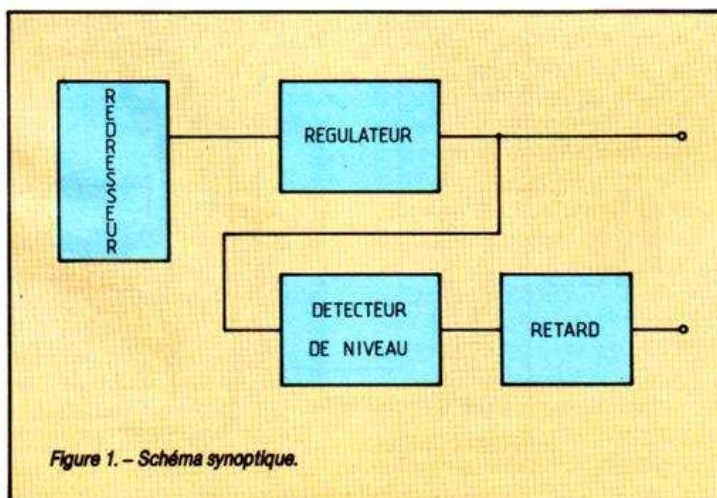 REDRESSEUR
REGULATEUR
DETECTEUR
DE NIVEAU
RETARD
Figure 1. – Schéma synoptique.